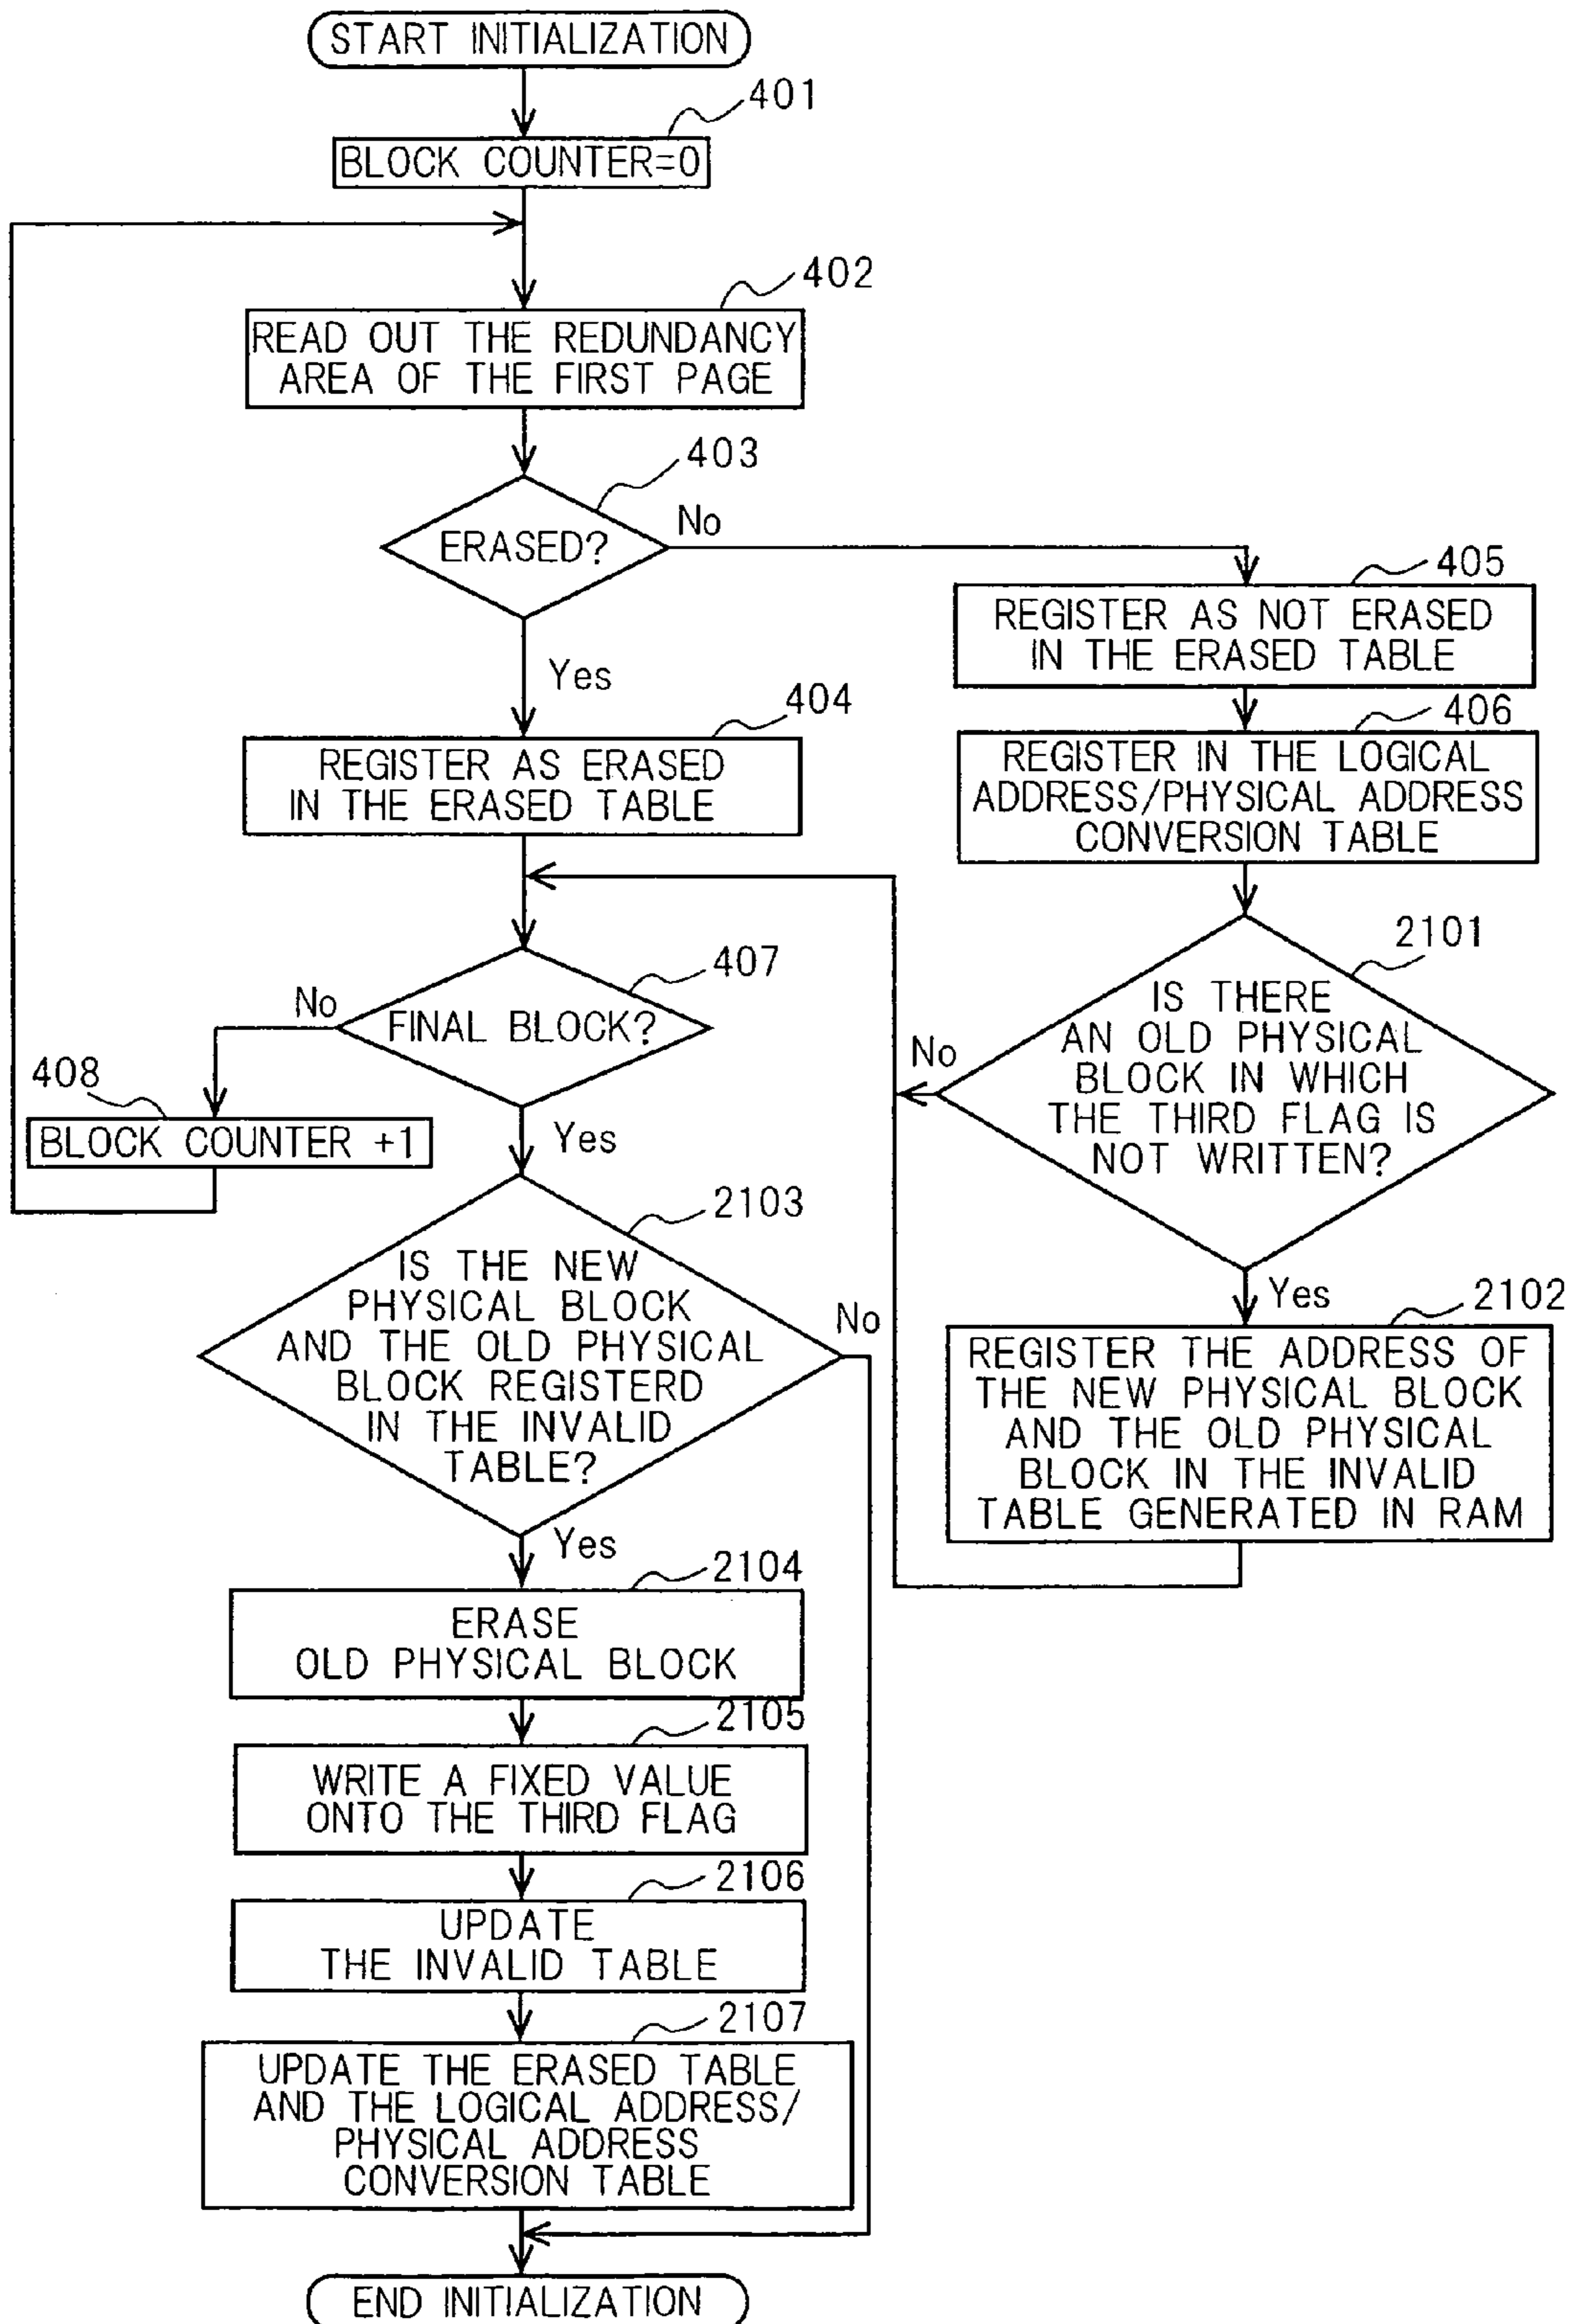 START INITIALIZATION
401
BLOCK COUNTER=0
402
READ OUT THE REDUNDANCY
AREA OF THE FIRST PAGE
403
ERASED?
No
Yes
404
REGISTER AS ERASED
IN THE ERASED TABLE
405
REGISTER AS NOT ERASED
IN THE ERASED TABLE
406
REGISTER IN THE LOGICAL
ADDRESS/PHYSICAL ADDRESS
CONVERSION TABLE
2101
IS THERE
AN OLD PHYSICAL
BLOCK IN WHICH
THE THIRD FLAG IS
NOT WRITTEN?
No
Yes
2102
REGISTER THE ADDRESS OF
THE NEW PHYSICAL BLOCK
AND THE OLD PHYSICAL
BLOCK IN THE INVALID
TABLE GENERATED IN RAM
407
FINAL BLOCK?
No
408
BLOCK COUNTER +1
Yes
2103
IS THE NEW
PHYSICAL BLOCK
AND THE OLD PHYSICAL
BLOCK REGISTERD
IN THE INVALID
TABLE?
No
Yes
2104
ERASE
OLD PHYSICAL BLOCK
2105
WRITE A FIXED VALUE
ONTO THE THIRD FLAG
2106
UPDATE
THE INVALID TABLE
2107
UPDATE THE ERASED TABLE
AND THE LOGICAL ADDRESS/
PHYSICAL ADDRESS
CONVERSION TABLE
END INITIALIZATION